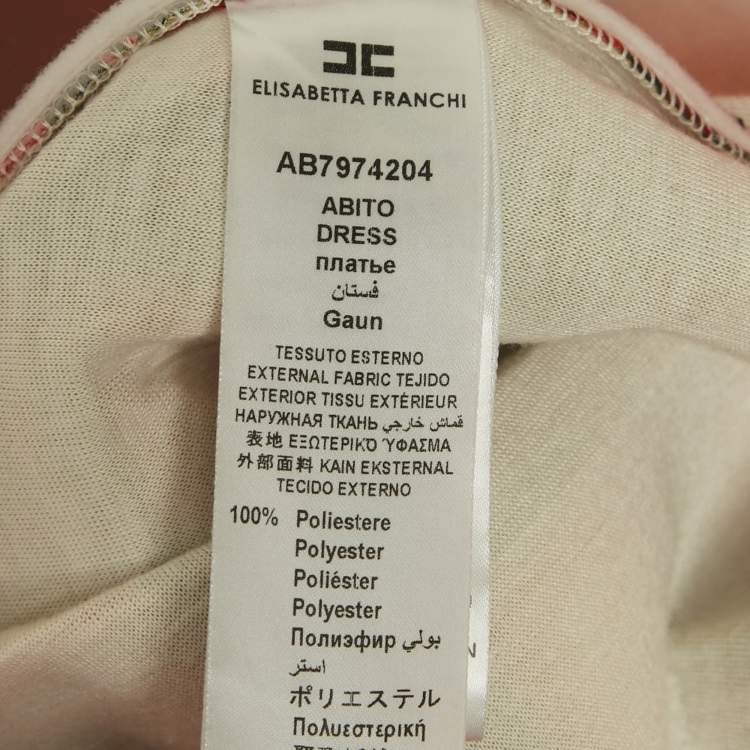 ELISABETTA FRANCHI
AB7974204
ABITO
DRESS
платье
فستان
Gaun
TESSUTO ESTERNO
EXTERNAL FABRIC TEJIDO
EXTERIOR TISSU EXTÉRIEUR
НАРУЖНАЯ ТКАНЬ قماش خارجي
表地 ΕΞΩΤΕΡΙΚΌ ΎΦΑΣΜΑ
外部面料 KAIN EKSTERNAL
TECIDO EXTERNO
100% Poliestere
Polyester
Poliéster
Polyester
Полиэфир بولي
استر
ポリエステル
Πολυεστερική
N